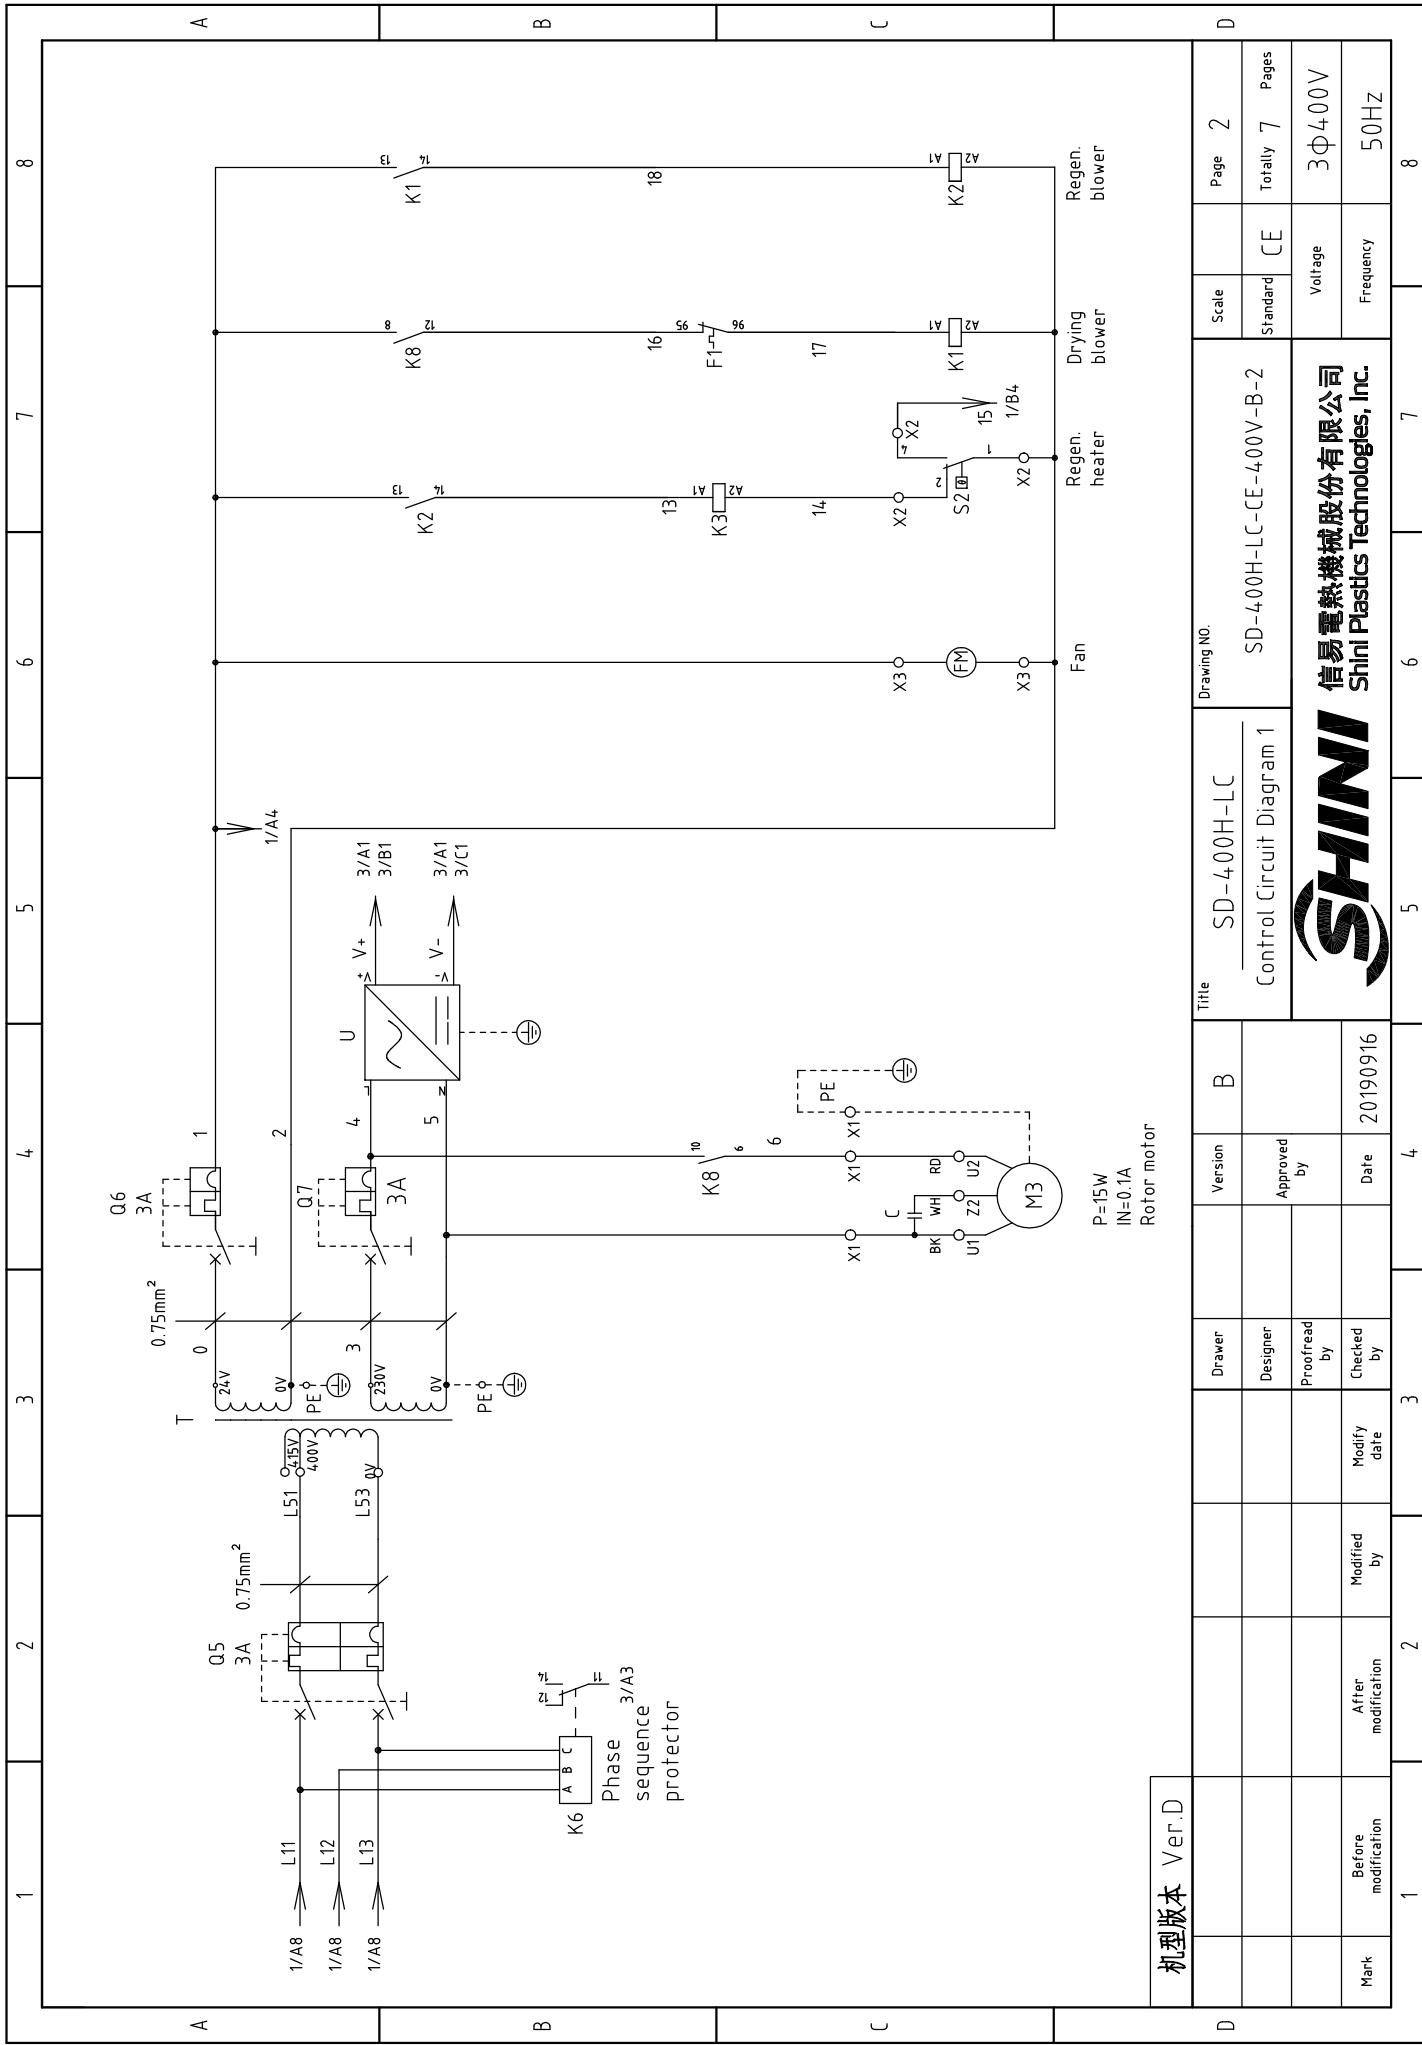 1
2
3
4
5
6
7
8
A
B
C
D
1/A8
L11
1/A8
L12
1/A8
L13
Q5
3A
0.75mm²
L51
L53
415V
400V
0V
T
24V
0V
PE
230V
0V
PE
0.75mm²
0
3
Q6
3A
1
2
Q7
3A
4
5
U
L
N
V+
V-
V+
V-
3/A1
3/B1
3/A1
3/C1
1/A4
K6
A
B
C
Phase
sequence
protector
12
14
11
3/A3
K8
10
6
6
X1
X1
X1
PE
C
BK
WH
RD
U1
Z2
U2
M3
P=15W
IN=0.1A
Rotor motor
X3
FM
X3
Fan
K2
13
14
13
K3
A1
A2
14
X2
S2
2
4
1
X2
X2
15
1/B4
Regen.
heater
K8
8
12
16
F1
95
96
17
K1
A1
A2
Drying
blower
K1
13
14
18
K2
A1
A2
Regen.
blower
机型版本 Ver.D
Mark
Before
modification
After
modification
Modified
by
Modify
date
Drawer
Designer
Proofread
by
Checked
by
Version
B
Approved
by
Date
20190916
Title
SD-400H-LC
Control Circuit Diagram 1
Drawing NO.
SD-400H-LC-CE-400V-B-2
SHINI
信易電熱機械股份有限公司
Shini Plastics Technologies, Inc.
Scale
Page 2
Standard
CE
Totally 7 Pages
Voltage
3Φ400V
Frequency
50Hz
A
B
C
D
1
2
3
4
5
6
7
8